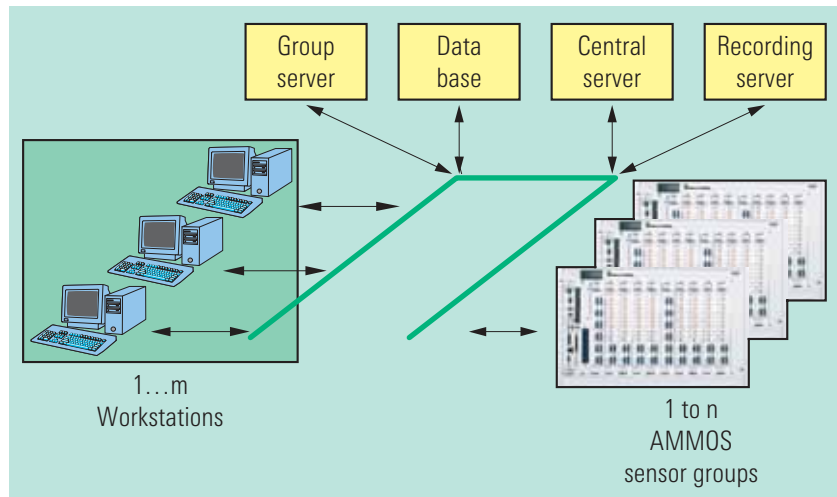 Group
server
Data
base
Central
server
Recording
server
1…m
Workstations
1 to n
AMMOS
sensor groups